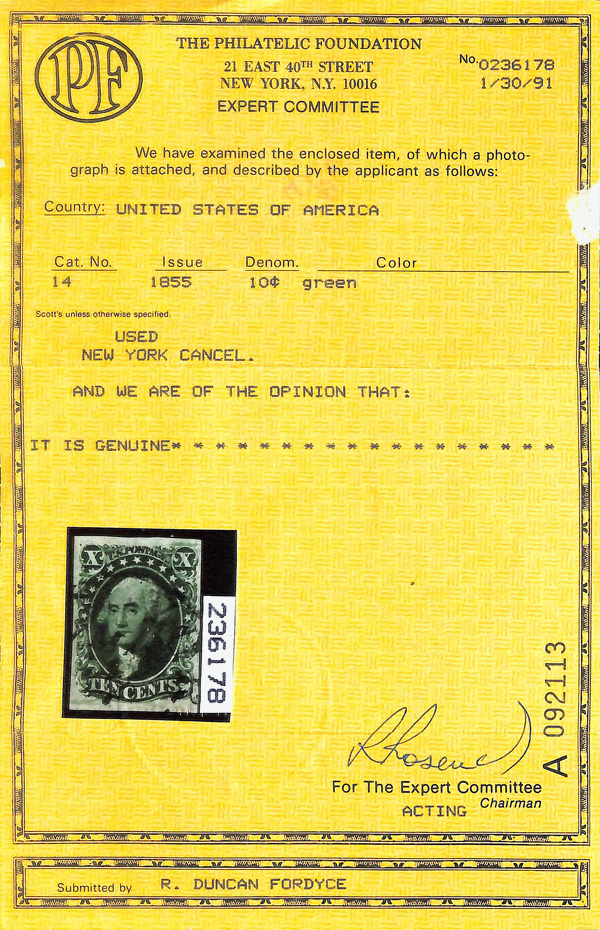 PF
THE PHILATELIC FOUNDATION
21 EAST 40TH STREET
NEW YORK, N.Y. 10016
EXPERT COMMITTEE
No. 0236178
1/30/91
We have examined the enclosed item, of which a photo-
graph is attached, and described by the applicant as follows:
Country: UNITED STATES OF AMERICA
Cat. No. Issue Denom. Color
14 1855 10¢ green
Scott's unless otherwise specified.
USED
NEW YORK CANCEL.
AND WE ARE OF THE OPINION THAT:
IT IS GENUINE* * * * * * * * * * * * * * * * * *
X POSTAGE X
TEN CENTS
236178
A 092113
For The Expert Committee
Chairman
ACTING
Submitted by R. DUNCAN FORDYCE